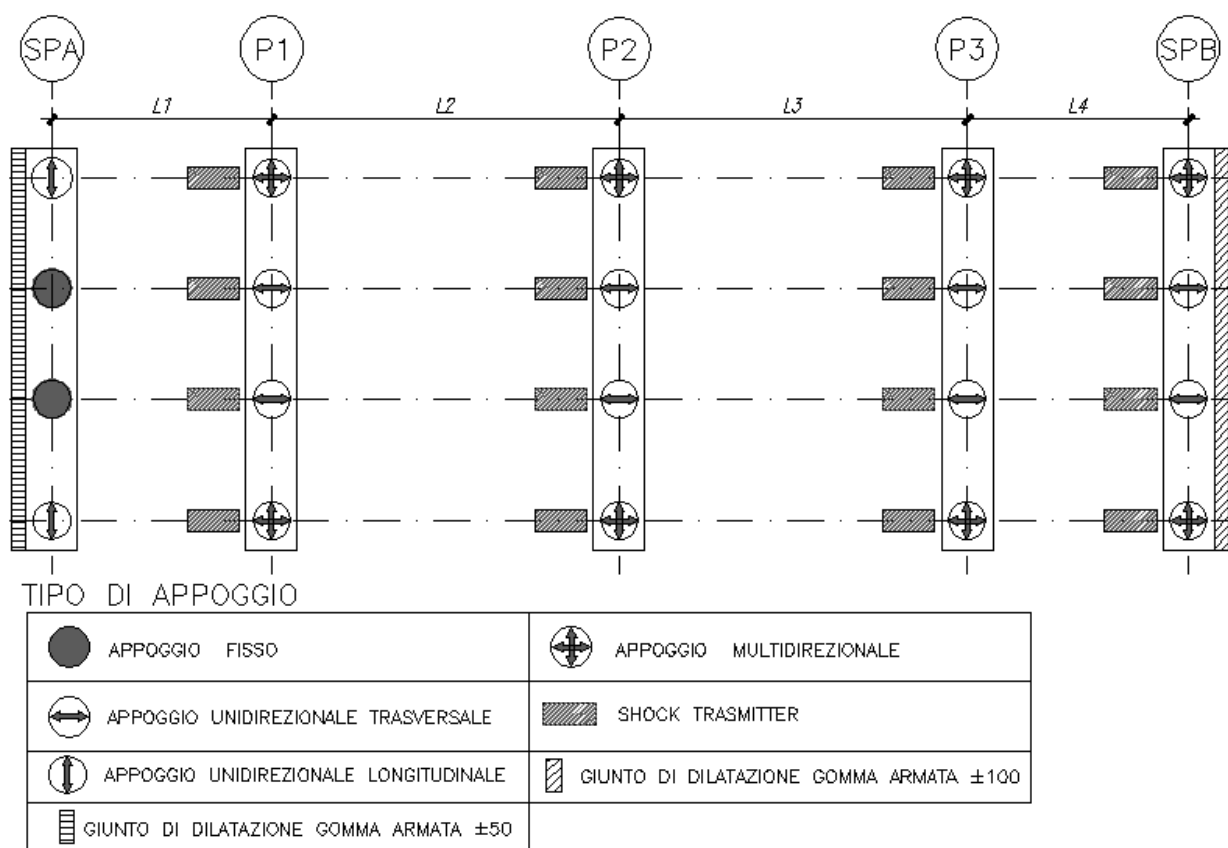 SPA P1 P2 P3 SPB
L1 L2 L3 L4
TIPO DI APPOGGIO
APPOGGIO FISSO
APPOGGIO MULTIDIREZIONALE
APPOGGIO UNIDIREZIONALE TRASVERSALE
SHOCK TRASMITTER
APPOGGIO UNIDIREZIONALE LONGITUDINALE
GIUNTO DI DILATAZIONE GOMMA ARMATA ±100
GIUNTO DI DILATAZIONE GOMMA ARMATA ±50